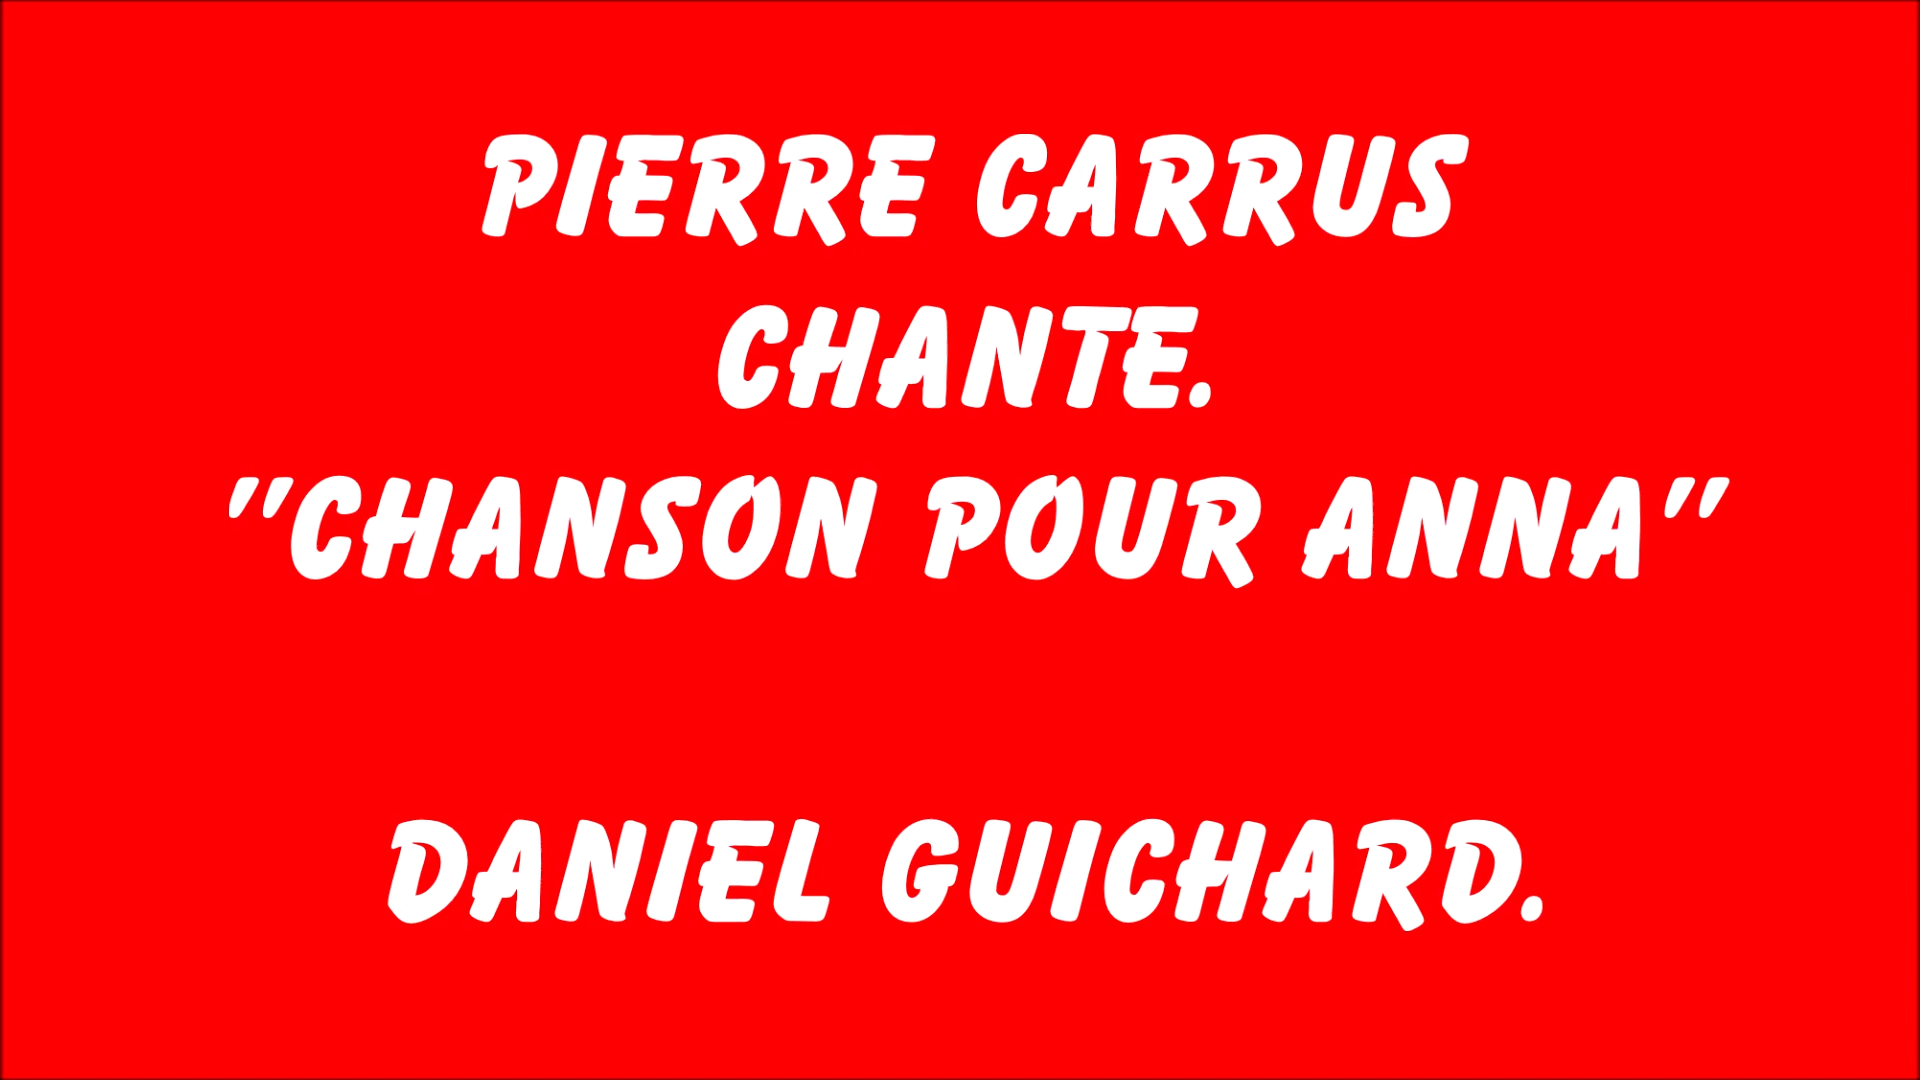 PIERRE CARRUS
CHANTE.
"CHANSON POUR ANNA"
DANIEL GUICHARD.